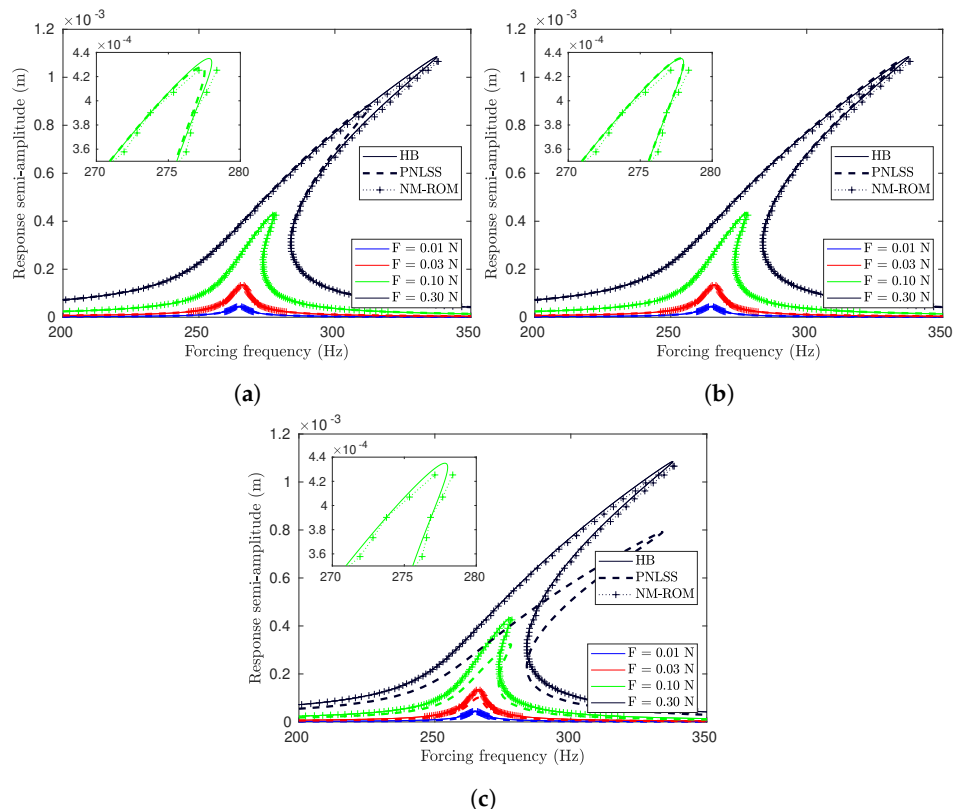 ×10⁻³
1.2
1
0.8
0.6
0.4
0.2
0
Response semi-amplitude (m)
×10⁻⁴
4.4
4.2
4
3.8
3.6
270 275 280
HB
PNLSS
NM-ROM
F = 0.01 N
F = 0.03 N
F = 0.10 N
F = 0.30 N
200 250 300 350
Forcing frequency (Hz)
(a)
×10⁻³
1.2
1
0.8
0.6
0.4
0.2
0
Response semi-amplitude (m)
×10⁻⁴
4.4
4.2
4
3.8
3.6
270 275 280
HB
PNLSS
NM-ROM
F = 0.01 N
F = 0.03 N
F = 0.10 N
F = 0.30 N
200 250 300 350
Forcing frequency (Hz)
(b)
×10⁻³
1.2
1
0.8
0.6
0.4
0.2
0
Response semi-amplitude (m)
×10⁻⁴
4.4
4.2
4
3.8
3.6
270 275 280
HB
PNLSS
NM-ROM
F = 0.01 N
F = 0.03 N
F = 0.10 N
F = 0.30 N
200 250 300 350
Forcing frequency (Hz)
(c)